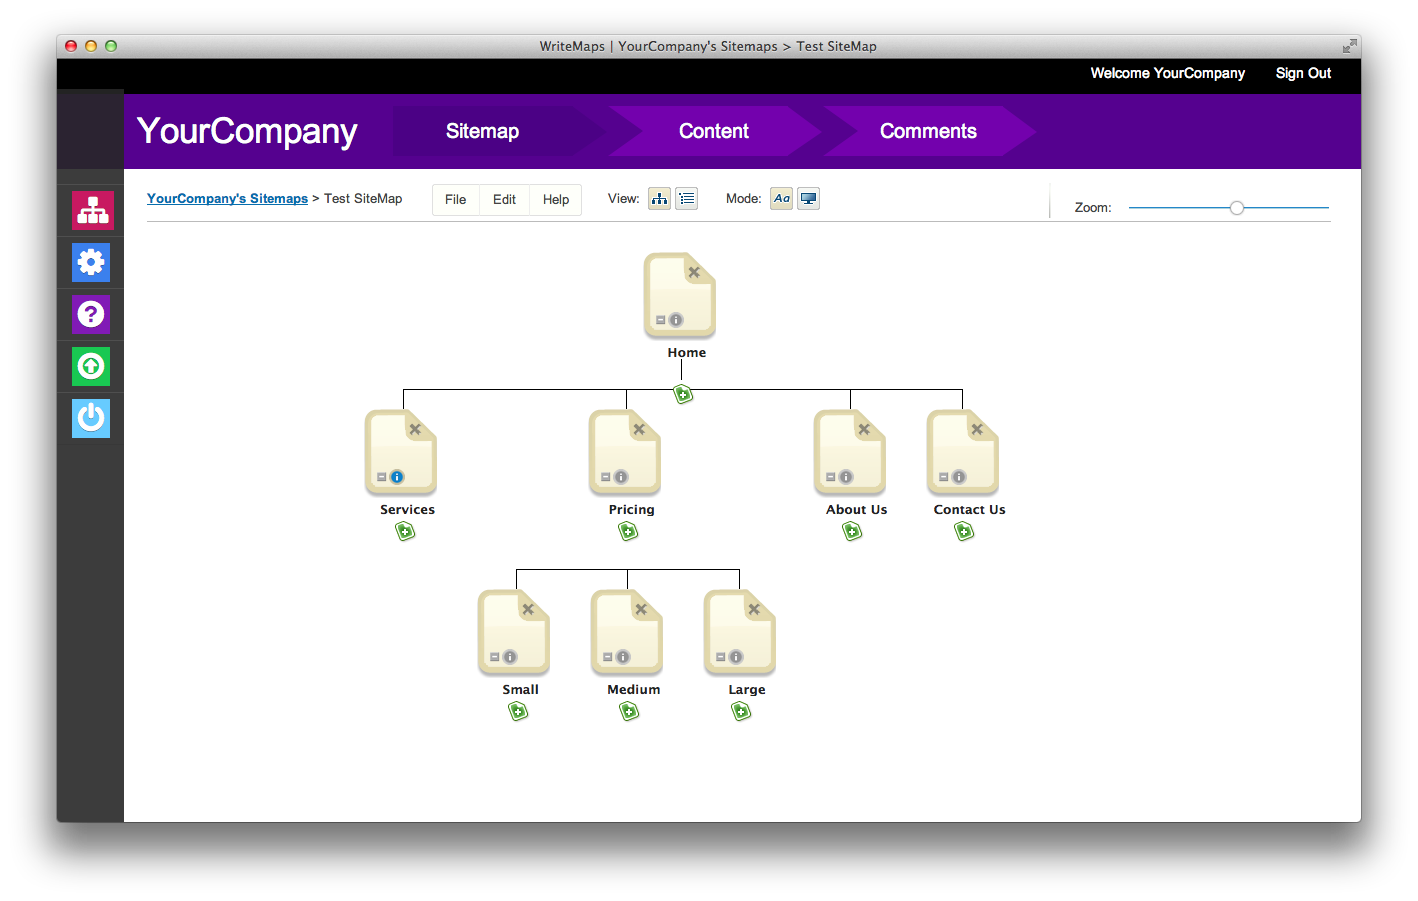 WriteMaps | YourCompany's Sitemaps > Test SiteMap
Welcome YourCompany Sign Out
YourCompany Sitemap Content Comments
YourCompany's Sitemaps > Test SiteMap File Edit Help View: Mode: Aa Zoom:
Home
Services Pricing About Us Contact Us
Small Medium Large